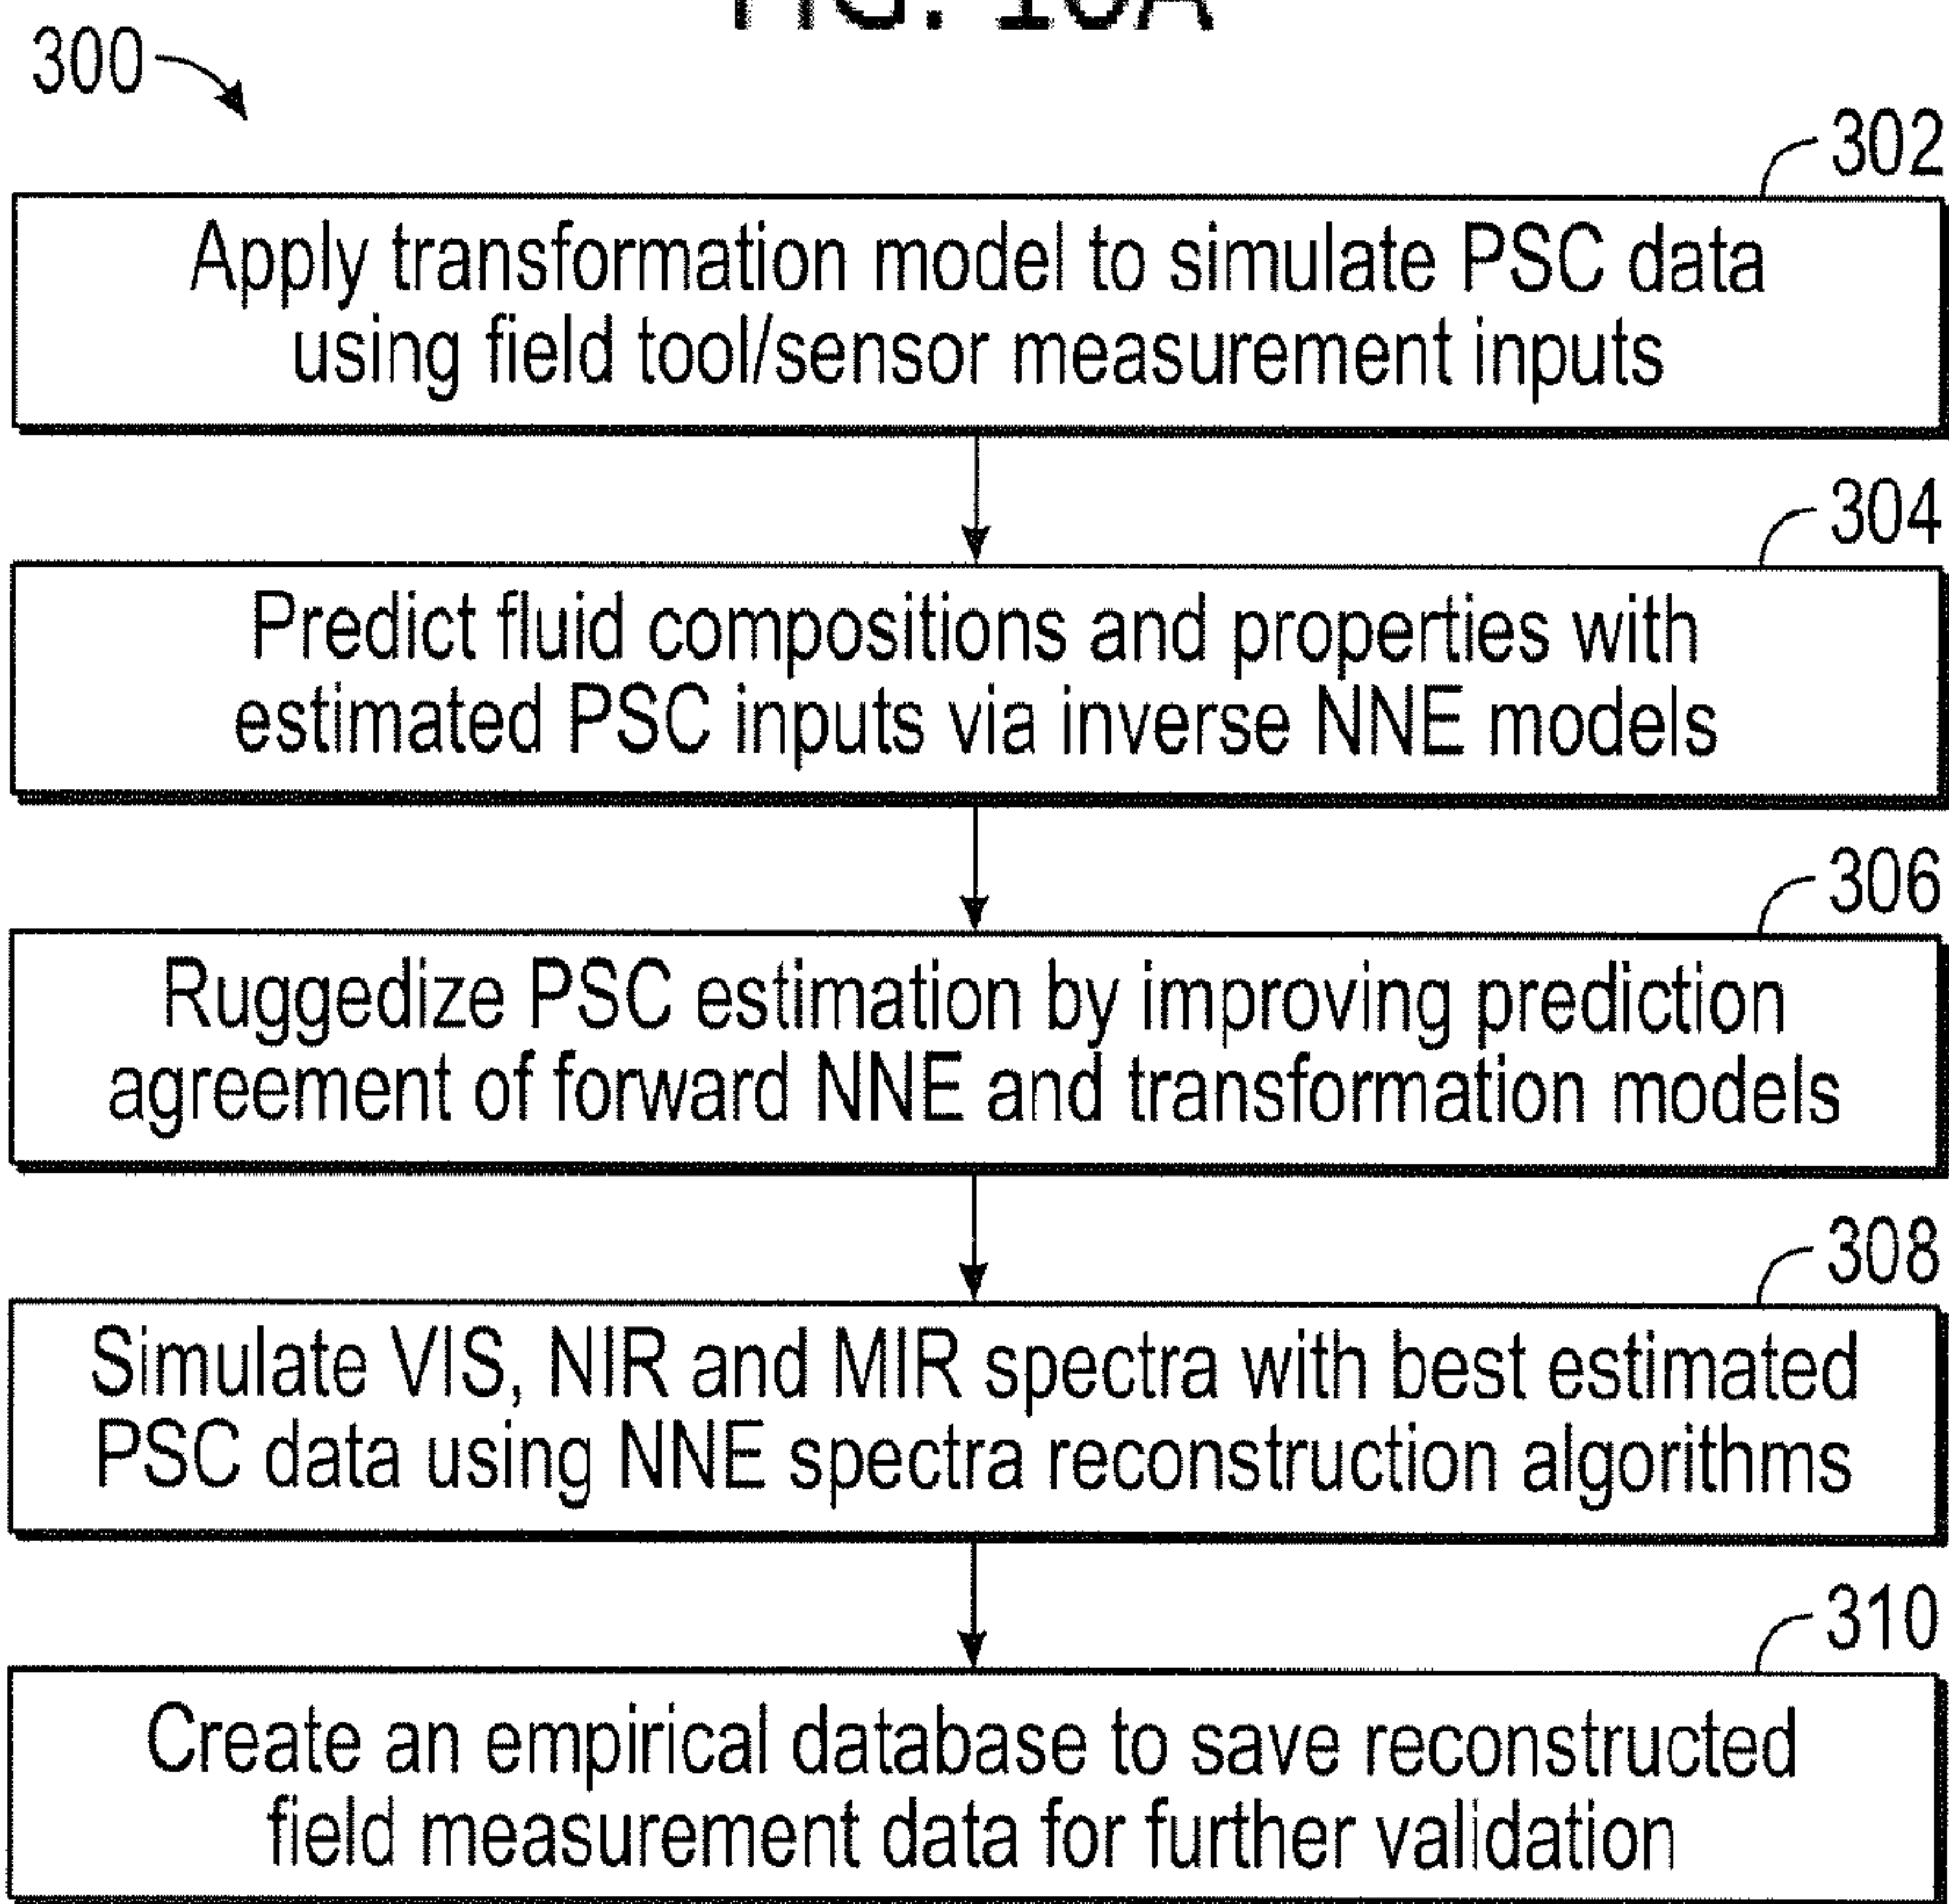 300
302
Apply transformation model to simulate PSC data
using field tool/sensor measurement inputs
304
Predict fluid compositions and properties with
estimated PSC inputs via inverse NNE models
306
Ruggedize PSC estimation by improving prediction
agreement of forward NNE and transformation models
308
Simulate VIS, NIR and MIR spectra with best estimated
PSC data using NNE spectra reconstruction algorithms
310
Create an empirical database to save reconstructed
field measurement data for further validation